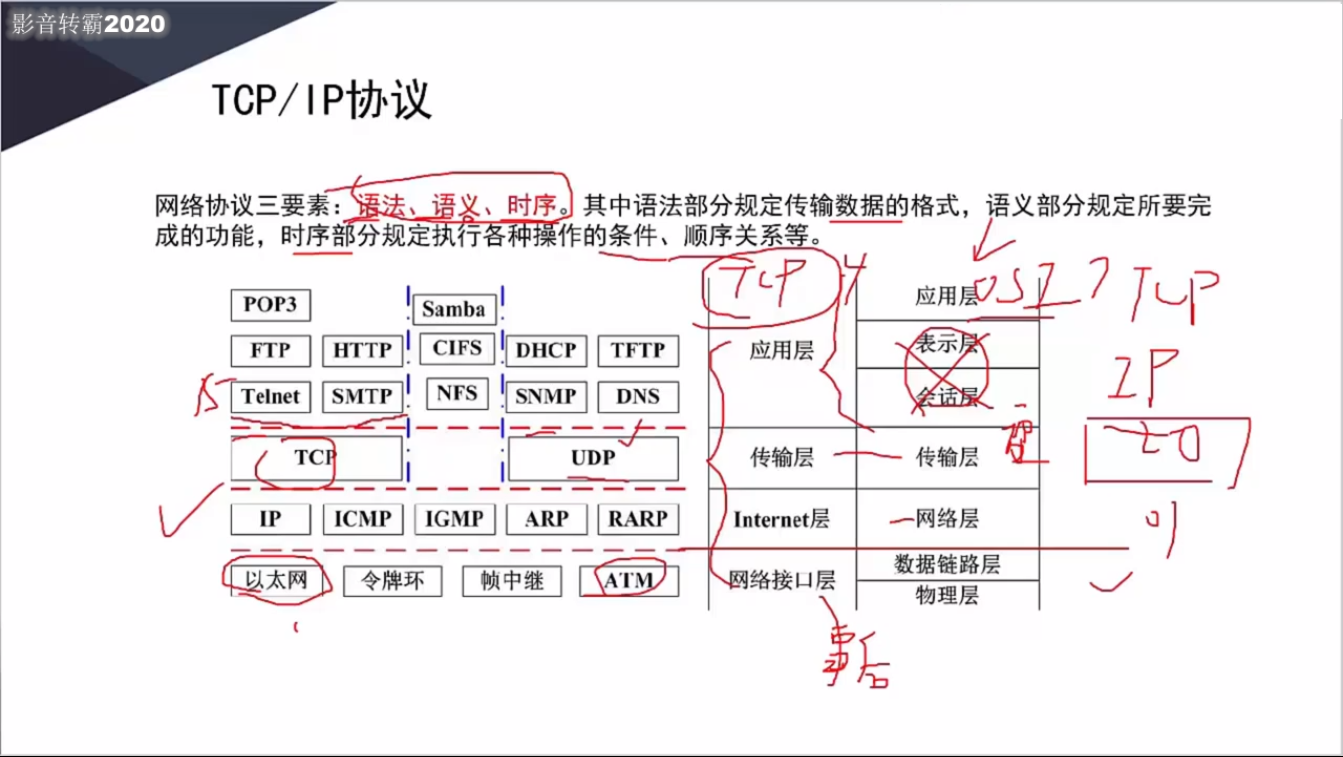 影音转霸2020
TCP/IP协议
网络协议三要素：语法、语义、时序。其中语法部分规定传输数据的格式，语义部分规定所要完
成的功能，时序部分规定执行各种操作的条件、顺序关系等。
TCP 4
OSI 7
TCP
IP
POP3
Samba
应用层
FTP
HTTP
CIFS
DHCP
TFTP
应用层
表示层
Telnet
SMTP
NFS
SNMP
DNS
会话层
TCP
UDP
传输层
传输层
IP
ICMP
IGMP
ARP
RARP
Internet层
网络层
01
以太网
令牌环
帧中继
ATM
网络接口层
数据链路层
物理层
事后